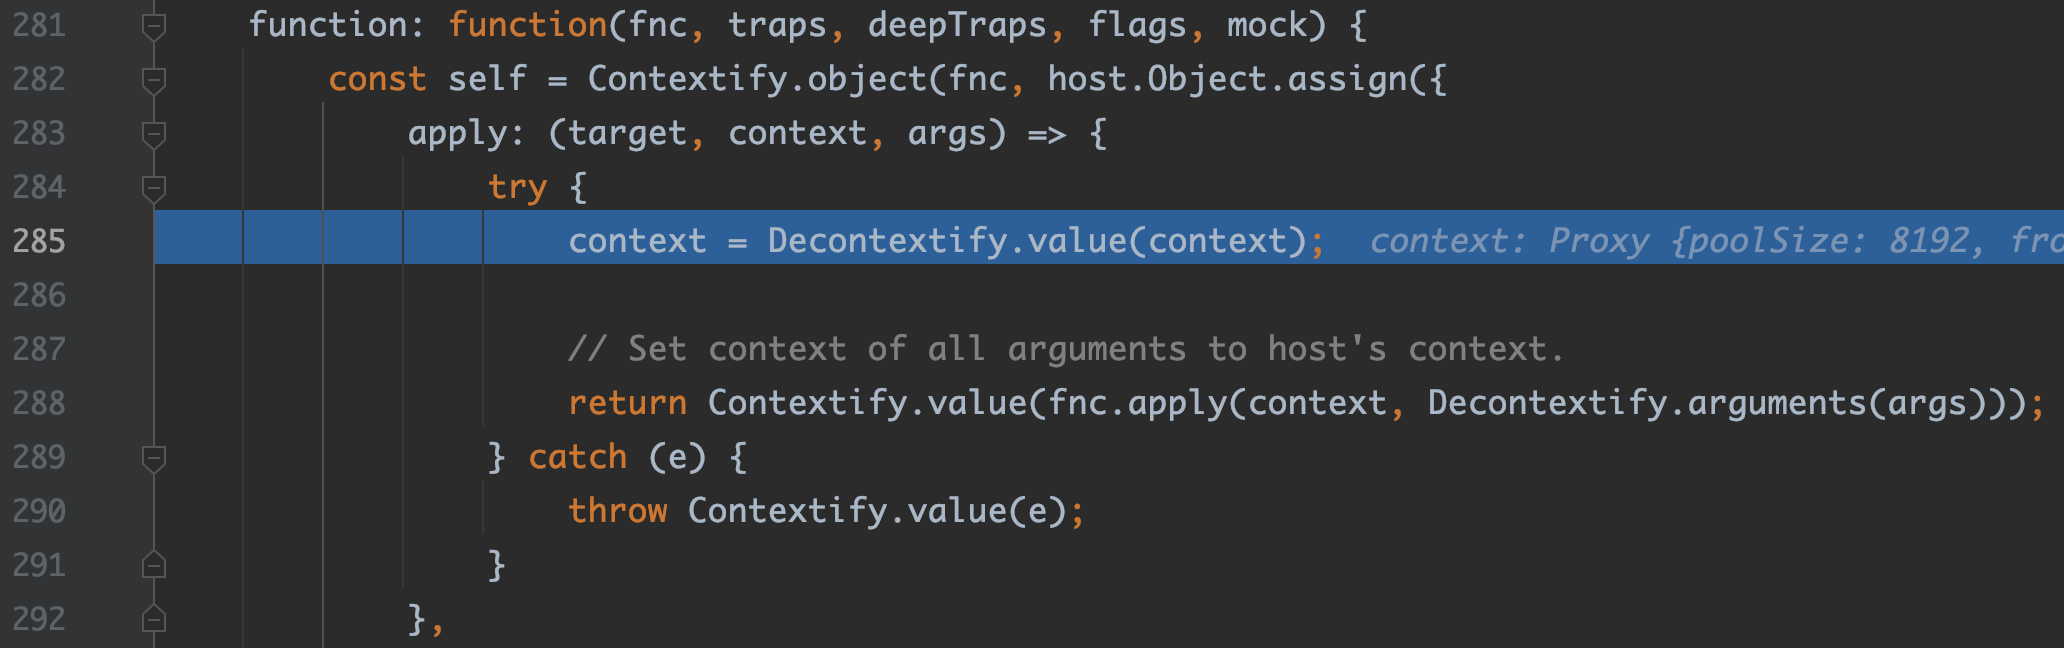 281 function: function(fnc, traps, deepTraps, flags, mock) {
282 const self = Contextify.object(fnc, host.Object.assign({
283 apply: (target, context, args) => {
284 try {
285 context = Decontextify.value(context); context: Proxy {poolSize: 8192, fro
286
287 // Set context of all arguments to host's context.
288 return Contextify.value(fnc.apply(context, Decontextify.arguments(args)));
289 } catch (e) {
290 throw Contextify.value(e);
291 }
292 },